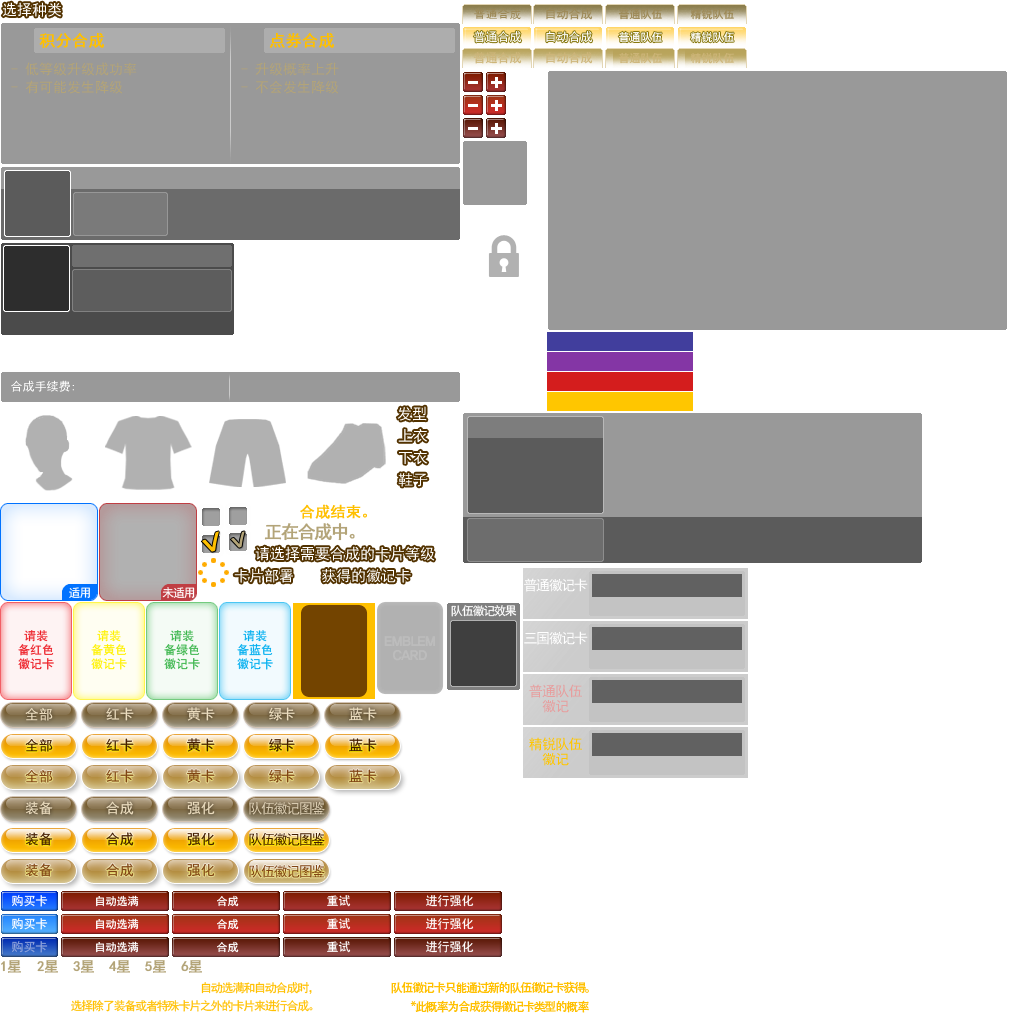 选择种类
积分合成
· 低等级升级成功率
· 有可能发生降级
点券合成
· 升级概率上升
· 不会发生降级
普通合成 自动合成 普通队伍 精锐队伍
普通合成 自动合成 普通队伍 精锐队伍
普通合成 自动合成 普通队伍 精锐队伍
合成手续费:
发型
上衣
下衣
鞋子
适用
未适用
合成结束。
正在合成中。
请选择需要合成的卡片等级
卡片部署 获得的徽记卡
请装
备红色
徽记卡
请装
备黄色
徽记卡
请装
备绿色
徽记卡
请装
备蓝色
徽记卡
EMBLEM
CARD
队伍徽记效果
普通徽记卡
三国徽记卡
普通队伍
徽记
精锐队伍
徽记
全部 红卡 黄卡 绿卡 蓝卡
全部 红卡 黄卡 绿卡 蓝卡
全部 红卡 黄卡 绿卡 蓝卡
装备 合成 强化 队伍徽记图鉴
装备 合成 强化 队伍徽记图鉴
装备 合成 强化 队伍徽记图鉴
购买卡 自动选满 合成 重试 进行强化
购买卡 自动选满 合成 重试 进行强化
购买卡 自动选满 合成 重试 进行强化
1星 2星 3星 4星 5星 6星
自动选满和自动合成时,
选择除了装备或者特殊卡片之外的卡片来进行合成。
队伍徽记卡只能通过新的队伍徽记卡获得。
*此概率为合成获得徽记卡类型的概率